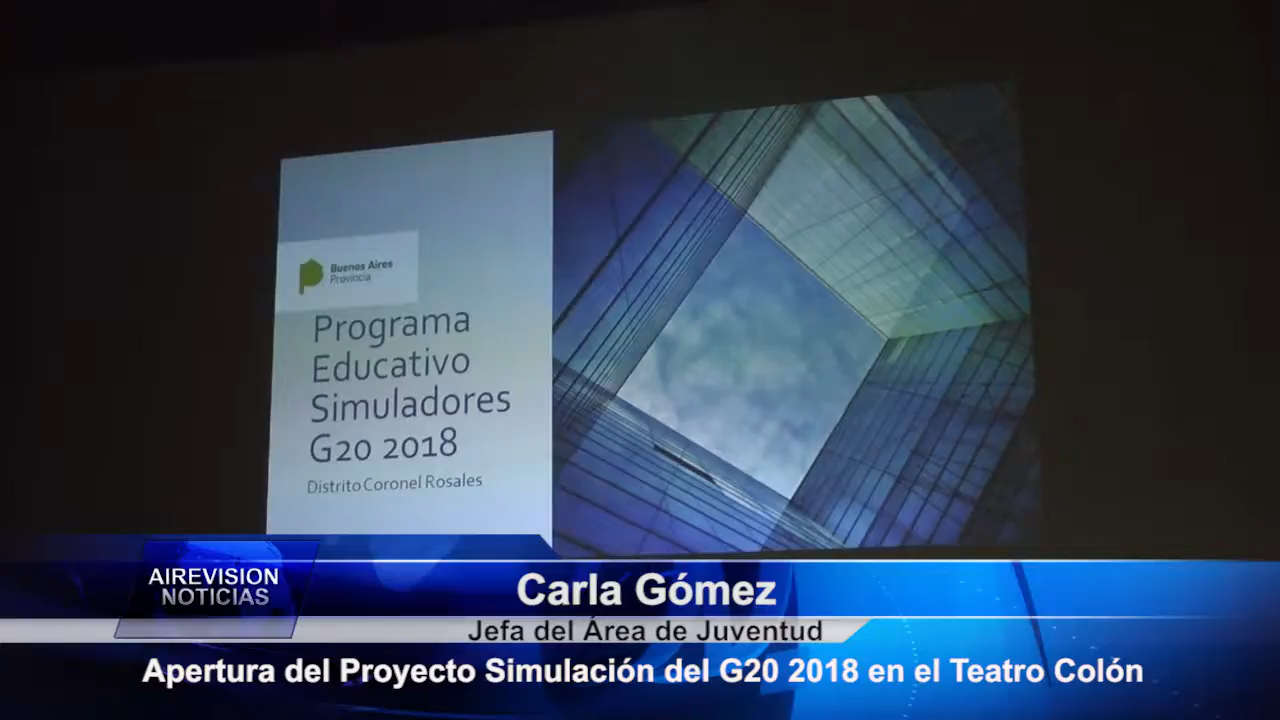 Buenos Aires
Provincia
Programa
Educativo
Simuladores
G20 2018
Distrito Coronel Rosales
AIREVISION
NOTICIAS
Carla Gómez
Jefa del Área de Juventud
Apertura del Proyecto Simulación del G20 2018 en el Teatro Colón